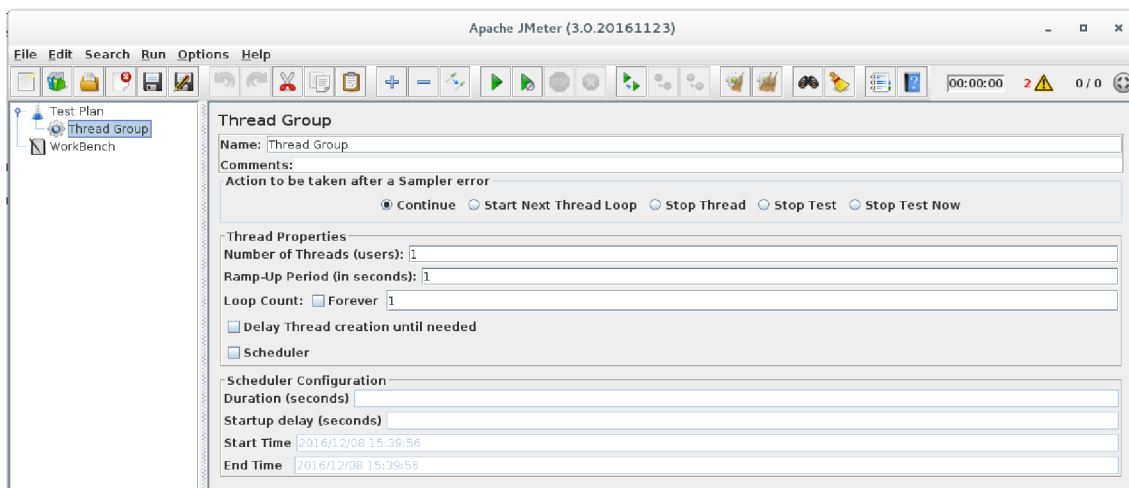 Apache JMeter (3.0.20161123)
File Edit Search Run Options Help
00:00:00 2 0 / 0
Test Plan
Thread Group
WorkBench
Thread Group
Name: Thread Group
Comments:
Action to be taken after a Sampler error
Continue Start Next Thread Loop Stop Thread Stop Test Stop Test Now
Thread Properties
Number of Threads (users): 1
Ramp-Up Period (in seconds): 1
Loop Count: Forever 1
Delay Thread creation until needed
Scheduler
Scheduler Configuration
Duration (seconds)
Startup delay (seconds)
Start Time 2016/12/08 15:39:56
End Time 2016/12/08 15:39:56